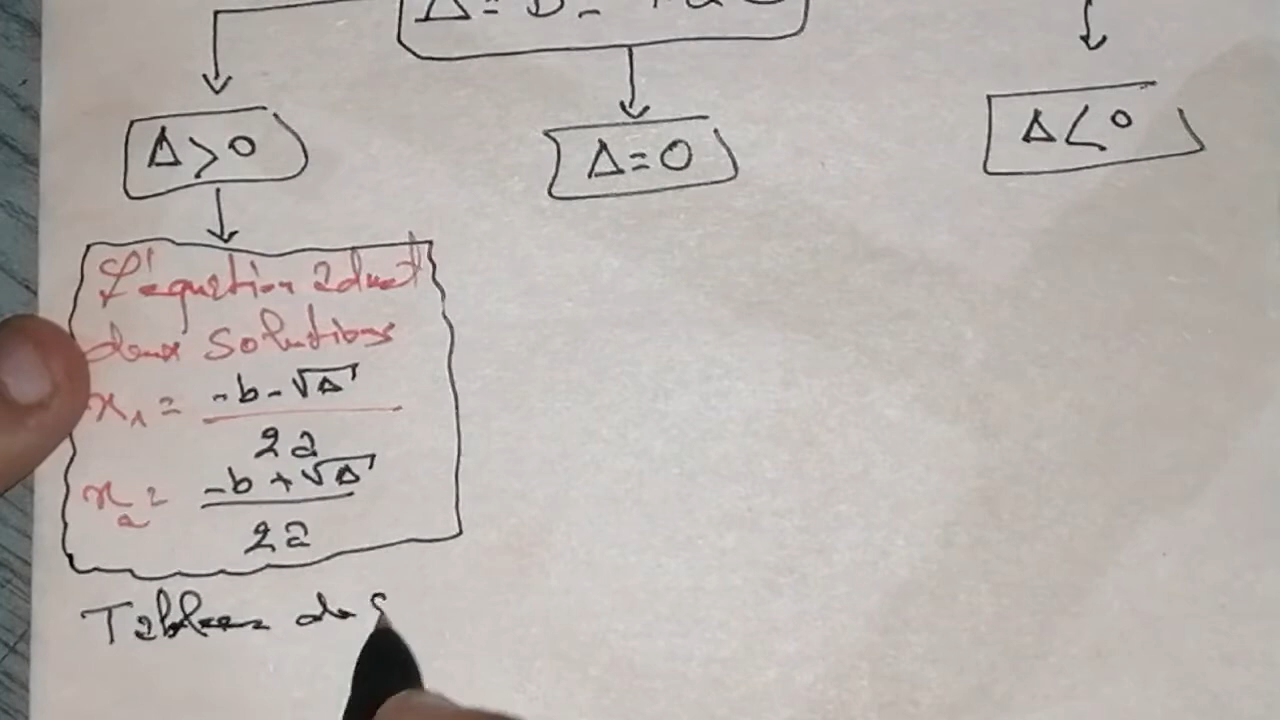 Δ =
Δ > 0
Δ = 0
Δ < 0
L'équation admet
deux solutions
x₁ = -b - √Δ
2a
x₂ = -b + √Δ
2a
Tableau de s